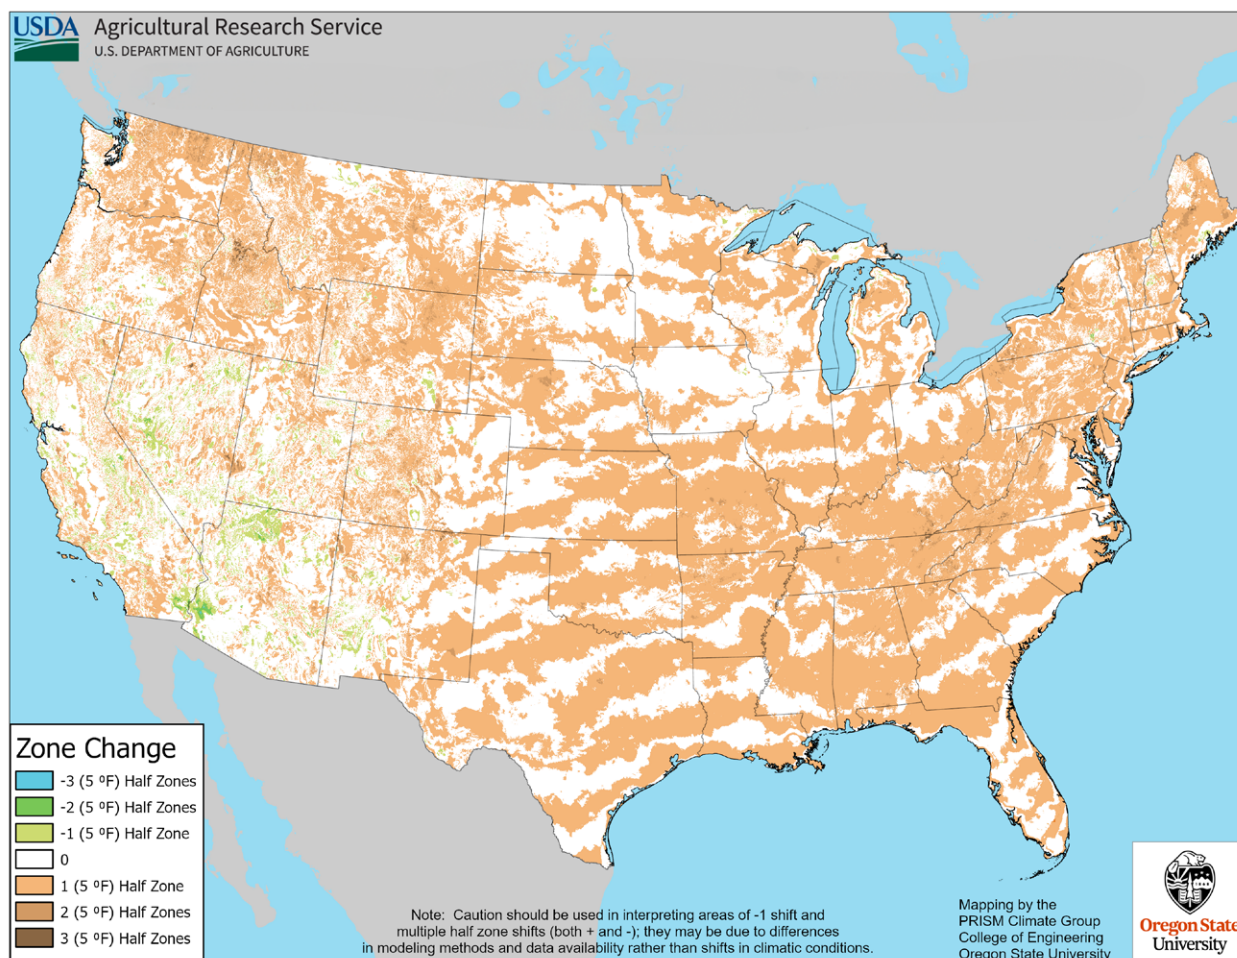 USDA
Agricultural Research Service
U.S. DEPARTMENT OF AGRICULTURE
Zone Change
-3 (5 ºF) Half Zones
-2 (5 ºF) Half Zones
-1 (5 ºF) Half Zone
0
1 (5 ºF) Half Zone
2 (5 ºF) Half Zones
3 (5 ºF) Half Zones
Note: Caution should be used in interpreting areas of -1 shift and
multiple half zone shifts (both + and -); they may be due to differences
in modeling methods and data availability rather than shifts in climatic conditions.
Mapping by the
PRISM Climate Group
College of Engineering
Oregon State University
Oregon State
University